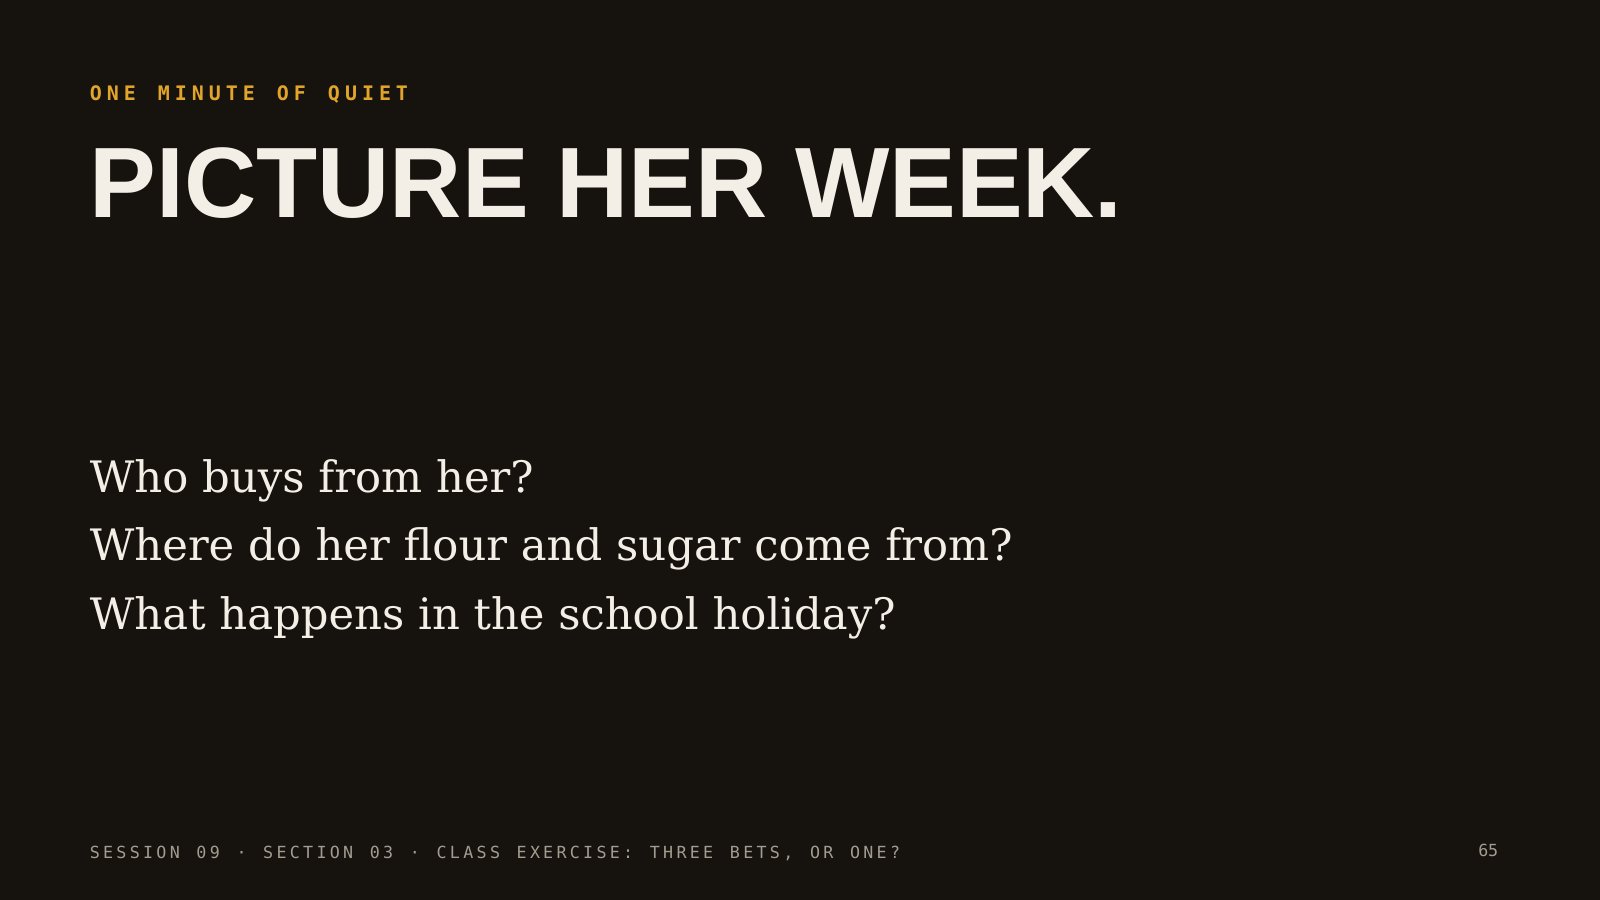 ONE MINUTE OF QUIET
PICTURE HER WEEK.
Who buys from her?
Where do her flour and sugar come from?
What happens in the school holiday?
SESSION 09 · SECTION 03 · CLASS EXERCISE: THREE BETS, OR ONE?
65